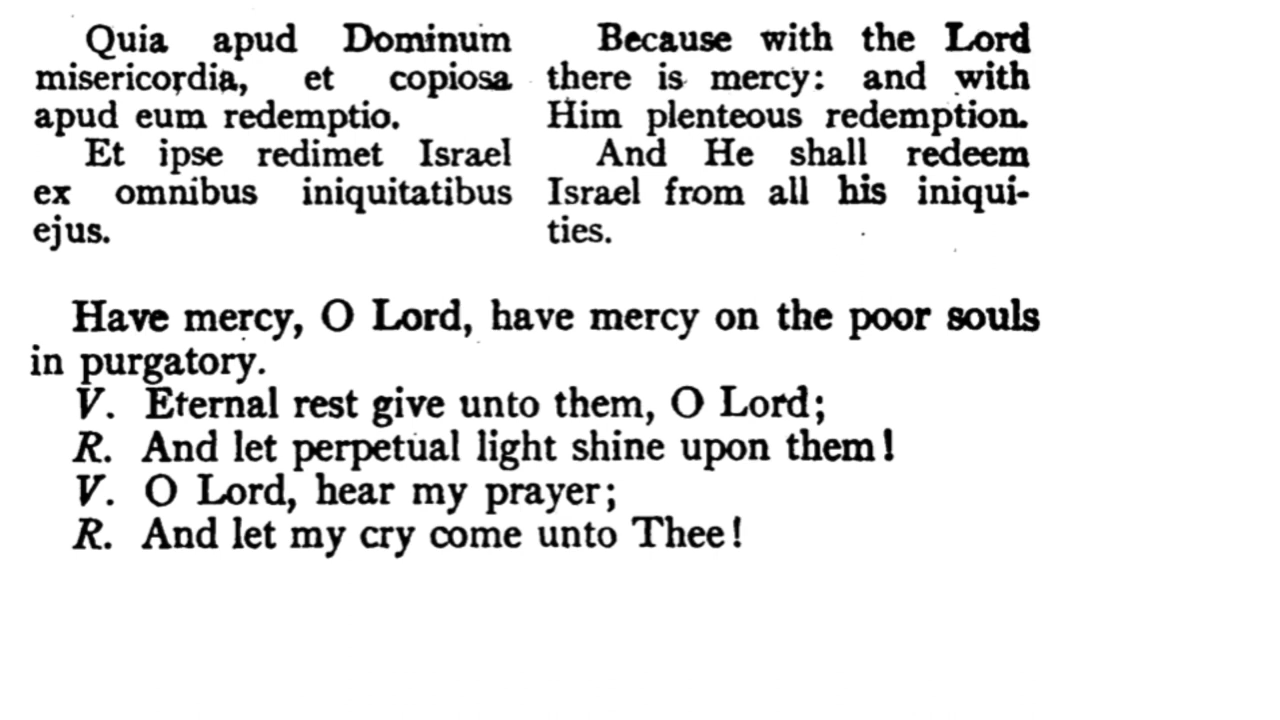 Quia apud Dominum
misericordia, et copiosa
apud eum redemptio.
Et ipse redimet Israel
ex omnibus iniquitatibus
ejus.
Because with the Lord
there is mercy: and with
Him plenteous redemption.
And He shall redeem
Israel from all his iniqui-
ties.
Have mercy, O Lord, have mercy on the poor souls
in purgatory.
V. Eternal rest give unto them, O Lord;
R. And let perpetual light shine upon them!
V. O Lord, hear my prayer;
R. And let my cry come unto Thee!